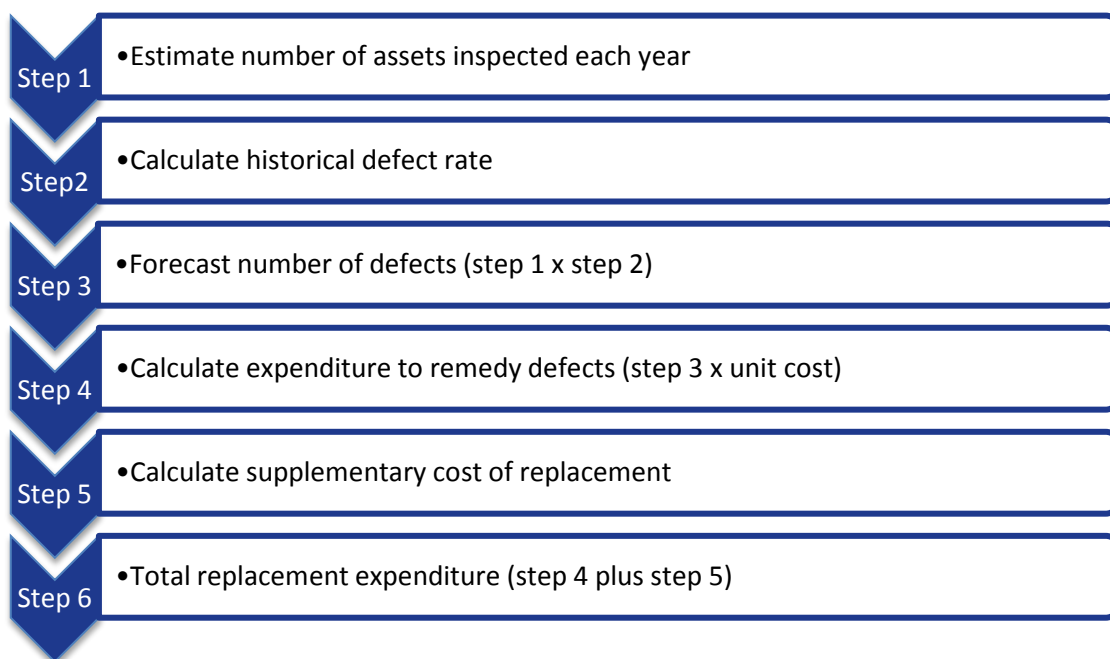 Step 1
•Estimate number of assets inspected each year
Step2
•Calculate historical defect rate
Step 3
•Forecast number of defects (step 1 x step 2)
Step 4
•Calculate expenditure to remedy defects (step 3 x unit cost)
Step 5
•Calculate supplementary cost of replacement
Step 6
•Total replacement expenditure (step 4 plus step 5)